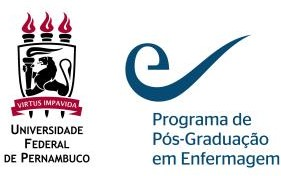 VIRTUS IMPAVIDA
UNIVERSIDADE
FEDERAL
DE PERNAMBUCO
Programa de
Pós-Graduação
em Enfermagem